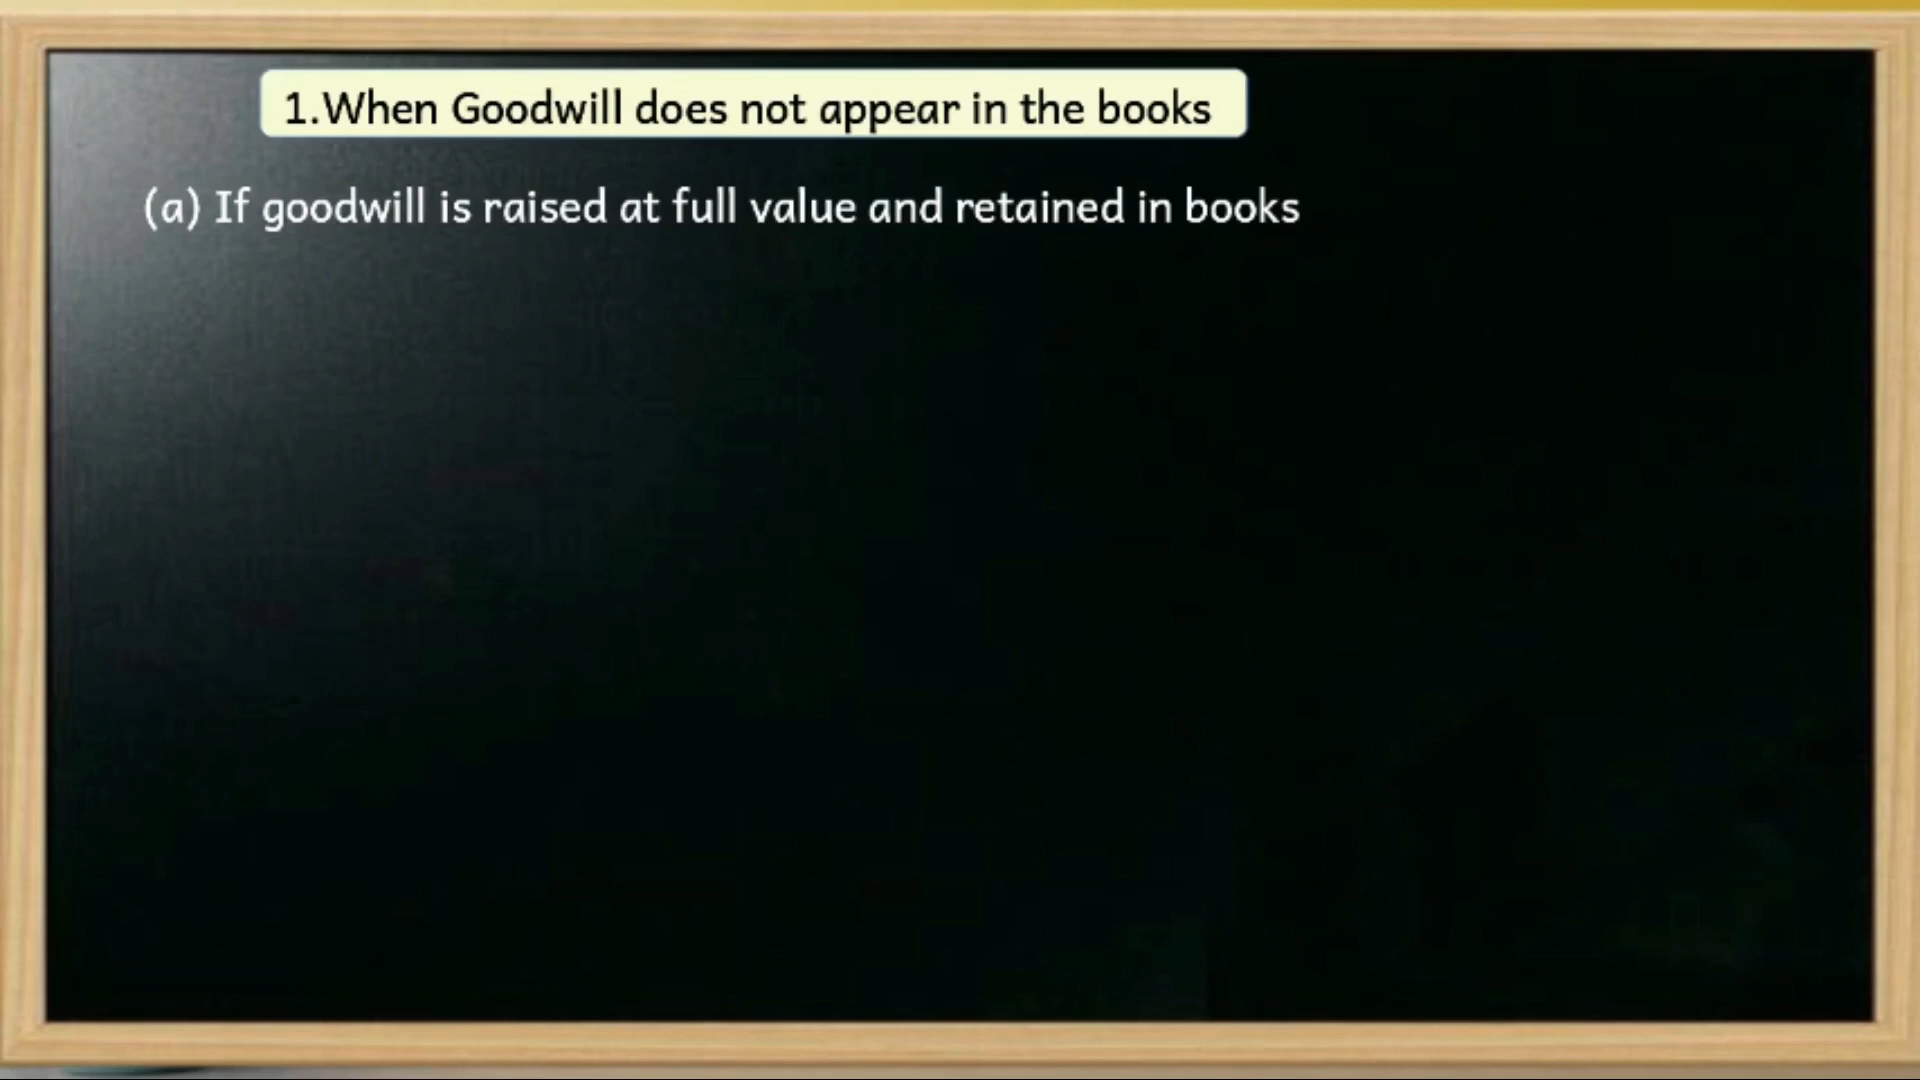 1.When Goodwill does not appear in the books
(a) If goodwill is raised at full value and retained in books